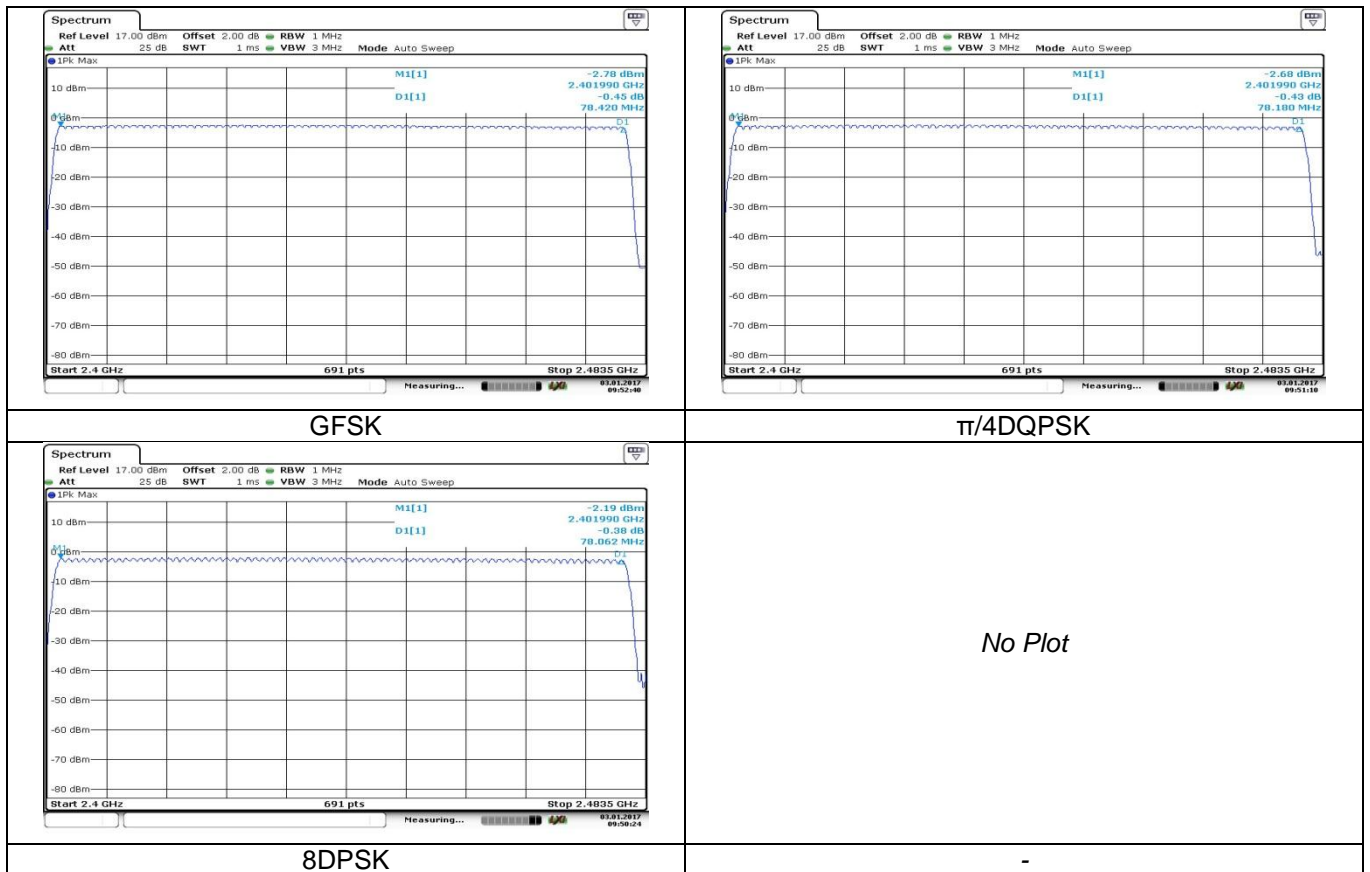 Spectrum
Ref Level 17.00 dBm Offset 2.00 dB RBW 1 MHz
Att 25 dB SWT 1 ms VBW 3 MHz Mode Auto Sweep
1Pk Max
M1[1] -2.78 dBm
2.401990 GHz
10 dBm
D1[1] -0.45 dB
78.420 MHz
M1
0 dBm
D1
-10 dBm
-20 dBm
-30 dBm
-40 dBm
-50 dBm
-60 dBm
-70 dBm
-80 dBm
Start 2.4 GHz 691 pts Stop 2.4835 GHz
Measuring... 03.01.2017
09:52:40
GFSK
Spectrum
Ref Level 17.00 dBm Offset 2.00 dB RBW 1 MHz
Att 25 dB SWT 1 ms VBW 3 MHz Mode Auto Sweep
1Pk Max
M1[1] -2.68 dBm
2.401990 GHz
10 dBm
D1[1] -0.43 dB
78.180 MHz
M1
0 dBm
D1
-10 dBm
-20 dBm
-30 dBm
-40 dBm
-50 dBm
-60 dBm
-70 dBm
-80 dBm
Start 2.4 GHz 691 pts Stop 2.4835 GHz
Measuring... 03.01.2017
09:51:10
π/4DQPSK
Spectrum
Ref Level 17.00 dBm Offset 2.00 dB RBW 1 MHz
Att 25 dB SWT 1 ms VBW 3 MHz Mode Auto Sweep
1Pk Max
M1[1] -2.19 dBm
2.401990 GHz
10 dBm
D1[1] -0.38 dB
78.062 MHz
M1
0 dBm
D1
-10 dBm
-20 dBm
-30 dBm
-40 dBm
-50 dBm
-60 dBm
-70 dBm
-80 dBm
Start 2.4 GHz 691 pts Stop 2.4835 GHz
Measuring... 03.01.2017
09:50:24
8DPSK
No Plot
-